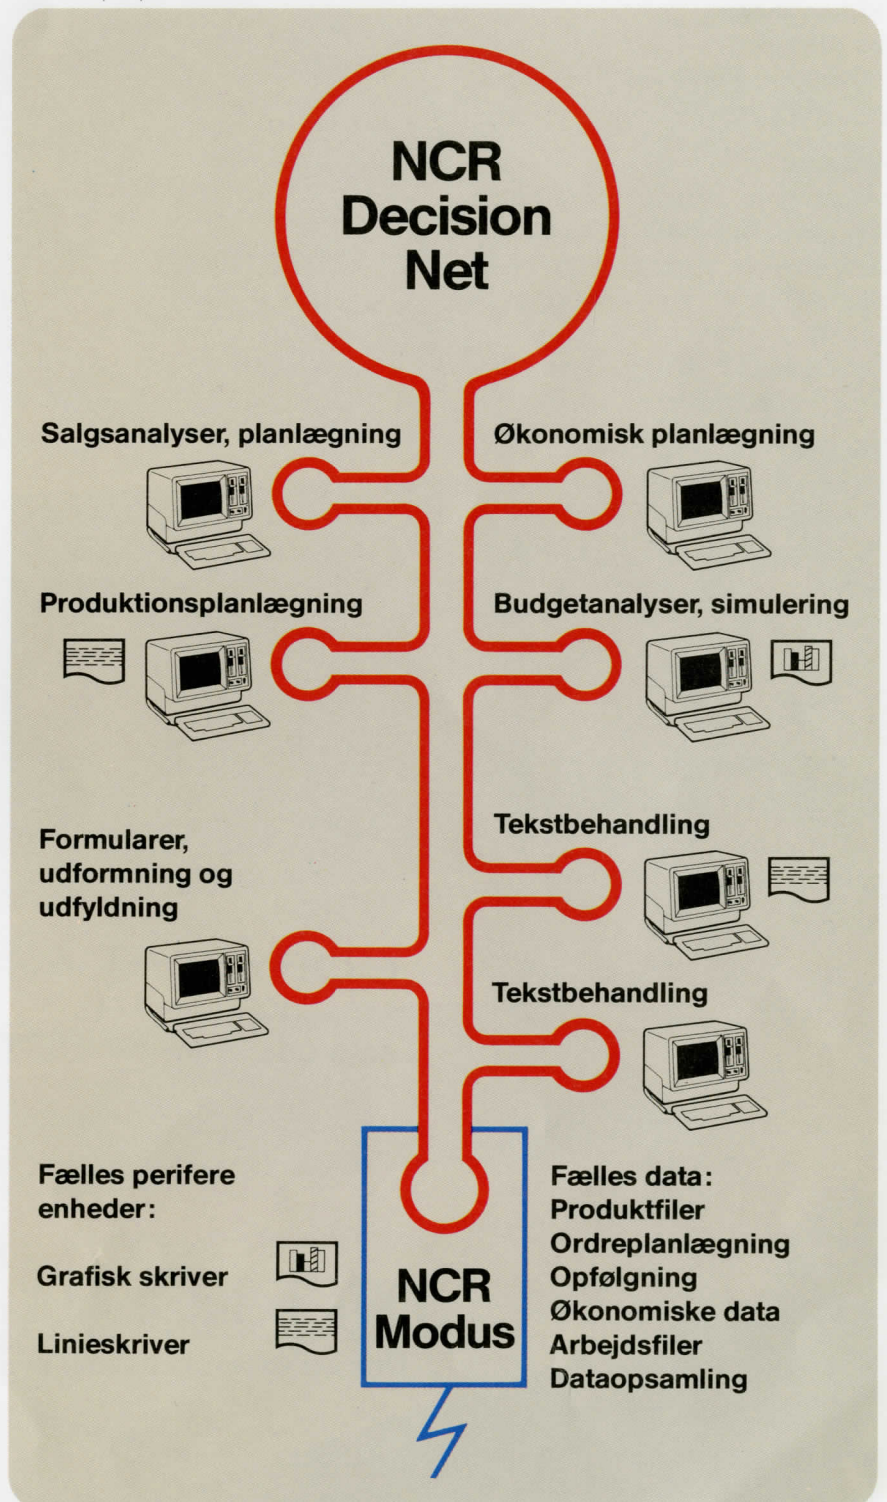 NCR
Decision
Net
Salgsanalyser, planlægning
Økonomisk planlægning
Produktionsplanlægning
Budgetanalyser, simulering
Formularer,
udformning og
udfyldning
Tekstbehandling
Tekstbehandling
Fælles perifere
enheder:
Grafisk skriver
Linieskriver
NCR
Modus
Fælles data:
Produktfiler
Ordreplanlægning
Opfølgning
Økonomiske data
Arbejdsfiler
Dataopsamling